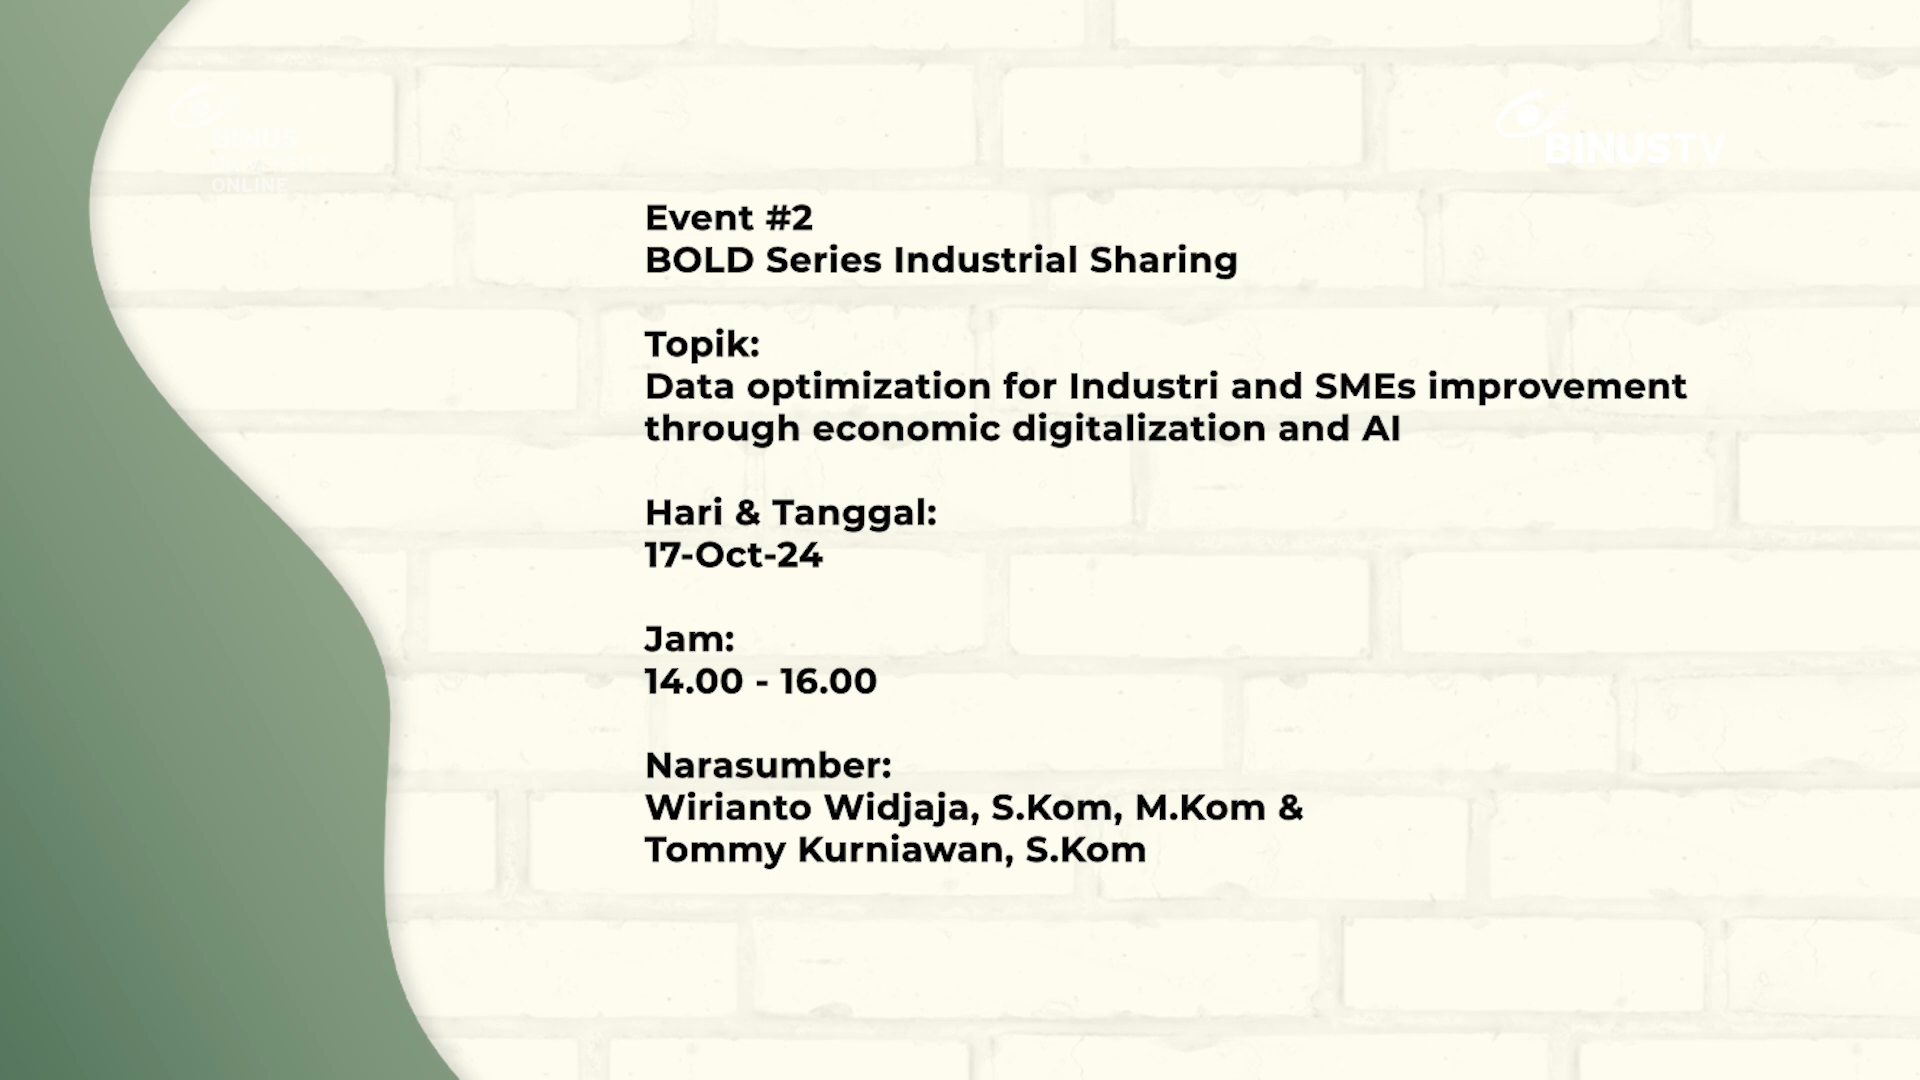 BINUS
ONLINE
BINUSTV
Event #2
BOLD Series Industrial Sharing
Topik:
Data optimization for Industri and SMEs improvement
through economic digitalization and AI
Hari & Tanggal:
17-Oct-24
Jam:
14.00 - 16.00
Narasumber:
Wirianto Widjaja, S.Kom, M.Kom &
Tommy Kurniawan, S.Kom